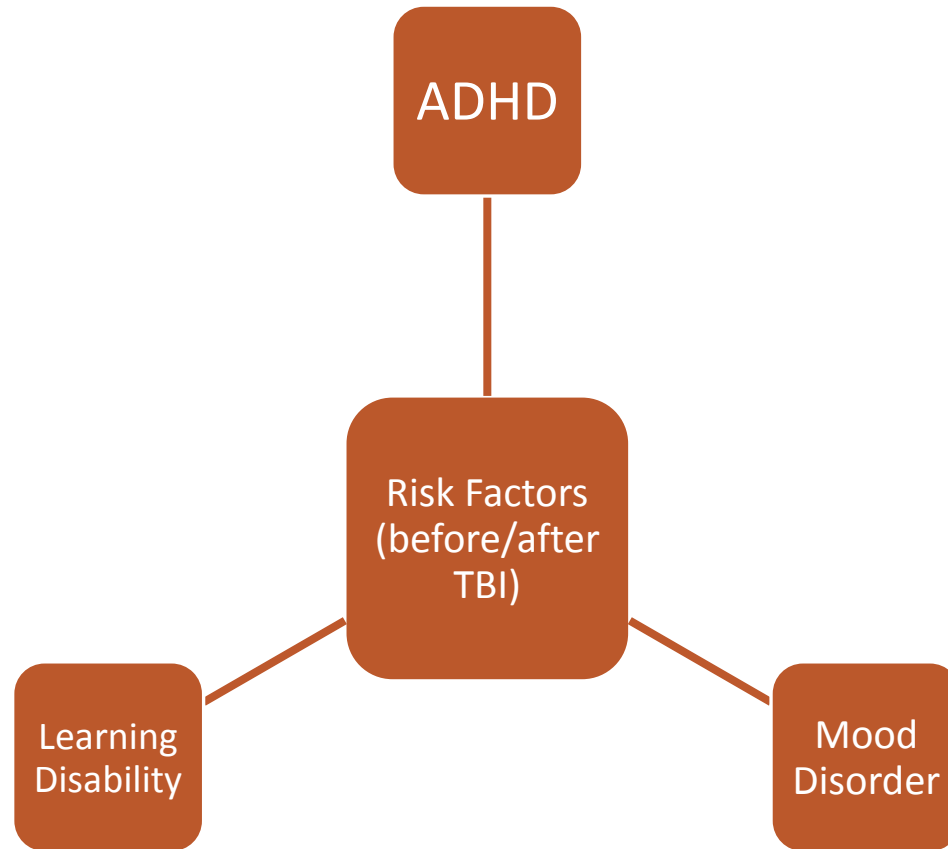 ADHD
Risk Factors
(before/after
TBI)
Learning
Disability
Mood
Disorder